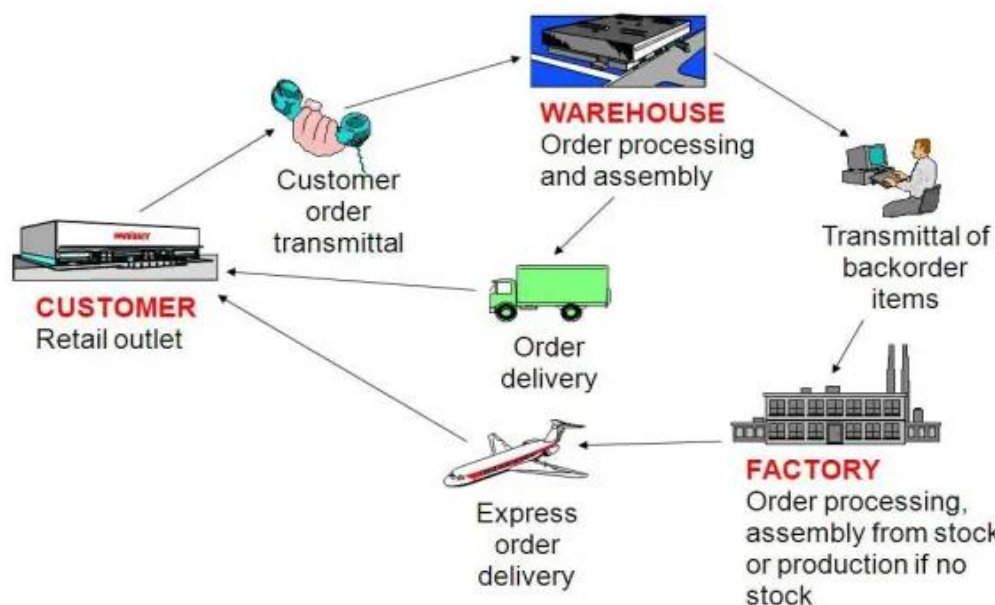 WAREHOUSE
Order processing
and assembly
Customer
order
transmittal
Transmittal of
backorder
items
CUSTOMER
Retail outlet
Order
delivery
FACTORY
Order processing,
assembly from stock
or production if no
stock
Express
order
delivery